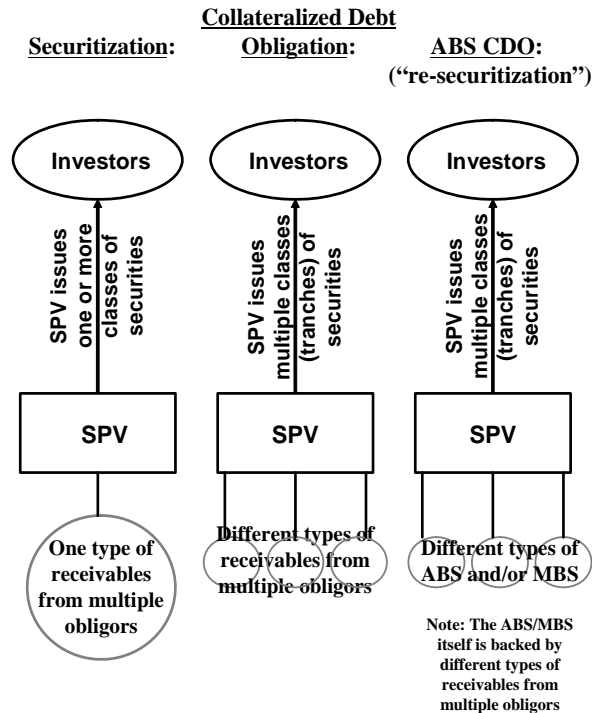 Securitization:
Collateralized Debt
Obligation:
ABS CDO:
(“re-securitization”)
Investors
SPV issues
one or more
classes of
securities
SPV
One type of
receivables
from multiple
obligors
Investors
SPV issues
multiple classes
(tranches) of
securities
SPV
Different types of
receivables from
multiple obligors
Investors
SPV issues
multiple classes
(tranches) of
securities
SPV
Different types of
ABS and/or MBS
Note: The ABS/MBS
itself is backed by
different types of
receivables from
multiple obligors